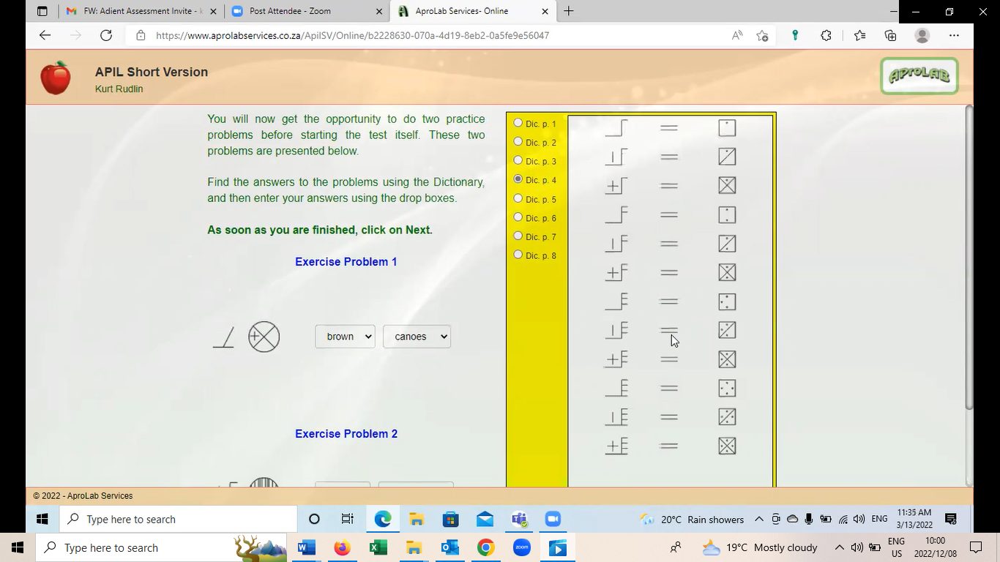 FW: Adient Assessment Invite - k
Post Attendee - Zoom
AproLab Services- Online
https://www.aprolabservices.co.za/ApilSV/Online/b2228630-070a-4d19-8eb2-0a5fe9e56047
APIL Short Version
Kurt Rudlin
AProLAB
You will now get the opportunity to do two practice
problems before starting the test itself. These two
problems are presented below.
Find the answers to the problems using the Dictionary,
and then enter your answers using the drop boxes.
As soon as you are finished, click on Next.
Exercise Problem 1
brown canoes
Exercise Problem 2
Dic. p. 1
Dic. p. 2
Dic. p. 3
Dic. p. 4
Dic. p. 5
Dic. p. 6
Dic. p. 7
Dic. p. 8
© 2022 - AproLab Services
Type here to search
20°C Rain showers
ENG
11:35 AM
3/13/2022
Type here to search
zoom
19°C Mostly cloudy
ENG
US
10:00
2022/12/08